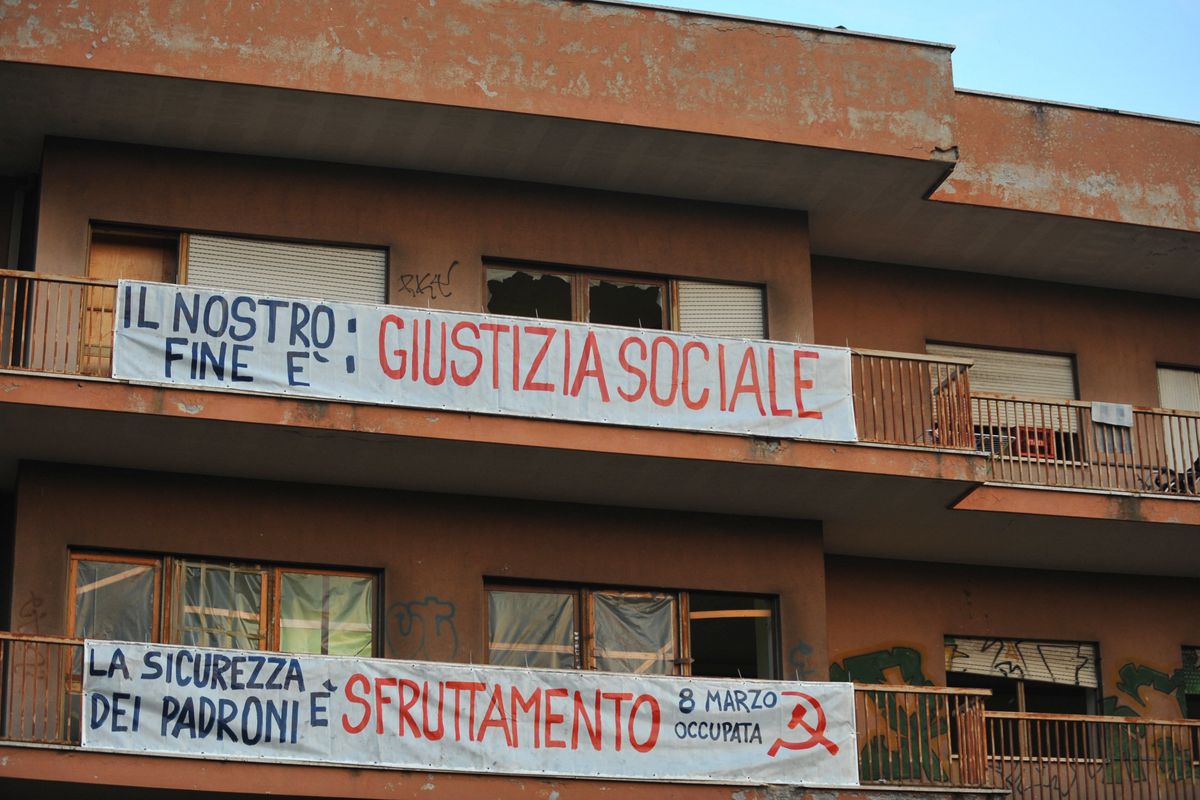 IL NOSTRO
FINE È : GIUSTIZIA SOCIALE
LA SICUREZZA
DEI PADRONI È SFRUTTAMENTO
8 MARZO
OCCUPATA